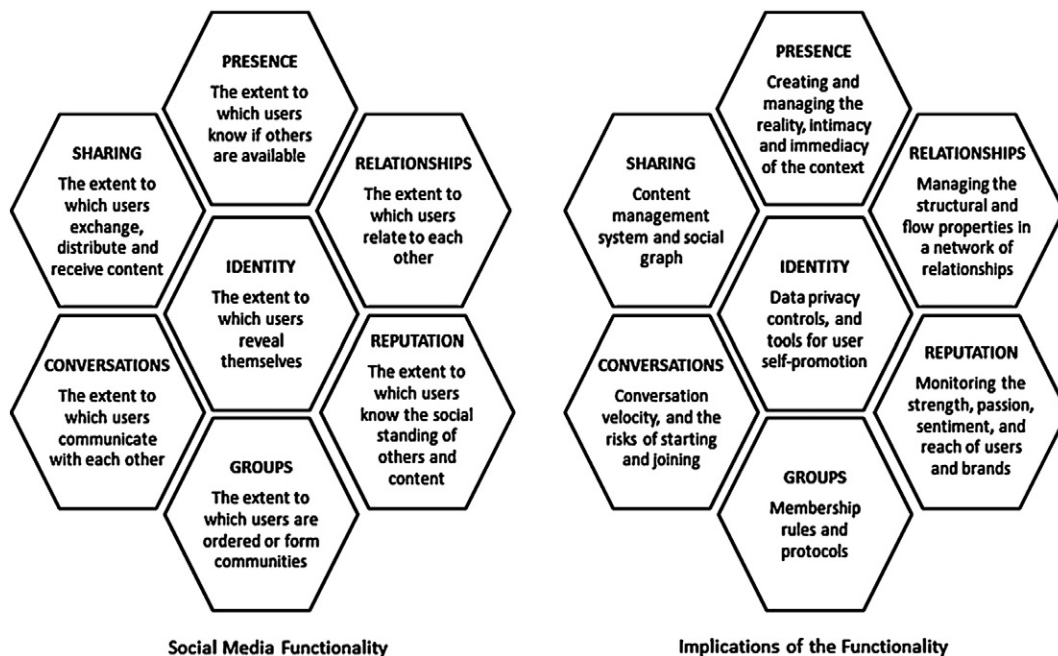 PRESENCE
The extent to
which users
know if others
are available
SHARING
The extent to
which users
exchange,
distribute and
receive content
RELATIONSHIPS
The extent to
which users
relate to each
other
IDENTITY
The extent to
which users
reveal
themselves
CONVERSATIONS
The extent to
which users
communicate
with each other
REPUTATION
The extent to
which users
know the social
standing of
others and
content
GROUPS
The extent to
which users are
ordered or form
communities
Social Media Functionality
PRESENCE
Creating and
managing the
reality, intimacy
and immediacy
of the context
SHARING
Content
management
system and social
graph
RELATIONSHIPS
Managing the
structural and
flow properties in
a network of
relationships
IDENTITY
Data privacy
controls, and
tools for user
self-promotion
CONVERSATIONS
Conversation
velocity, and the
risks of starting
and joining
REPUTATION
Monitoring the
strength, passion,
sentiment, and
reach of users
and brands
GROUPS
Membership
rules and
protocols
Implications of the Functionality